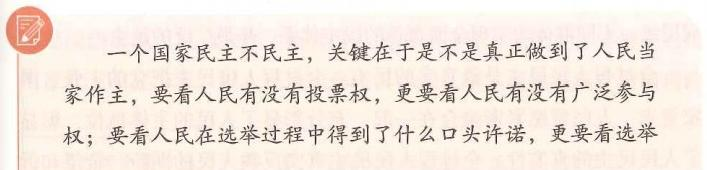 一个国家民主不民主，关键在于是不是真正做到了人民当
家作主，要看人民有没有投票权，更要看人民有没有广泛参与
权；要看人民在选举过程中得到了什么口头许诺，更要看选举